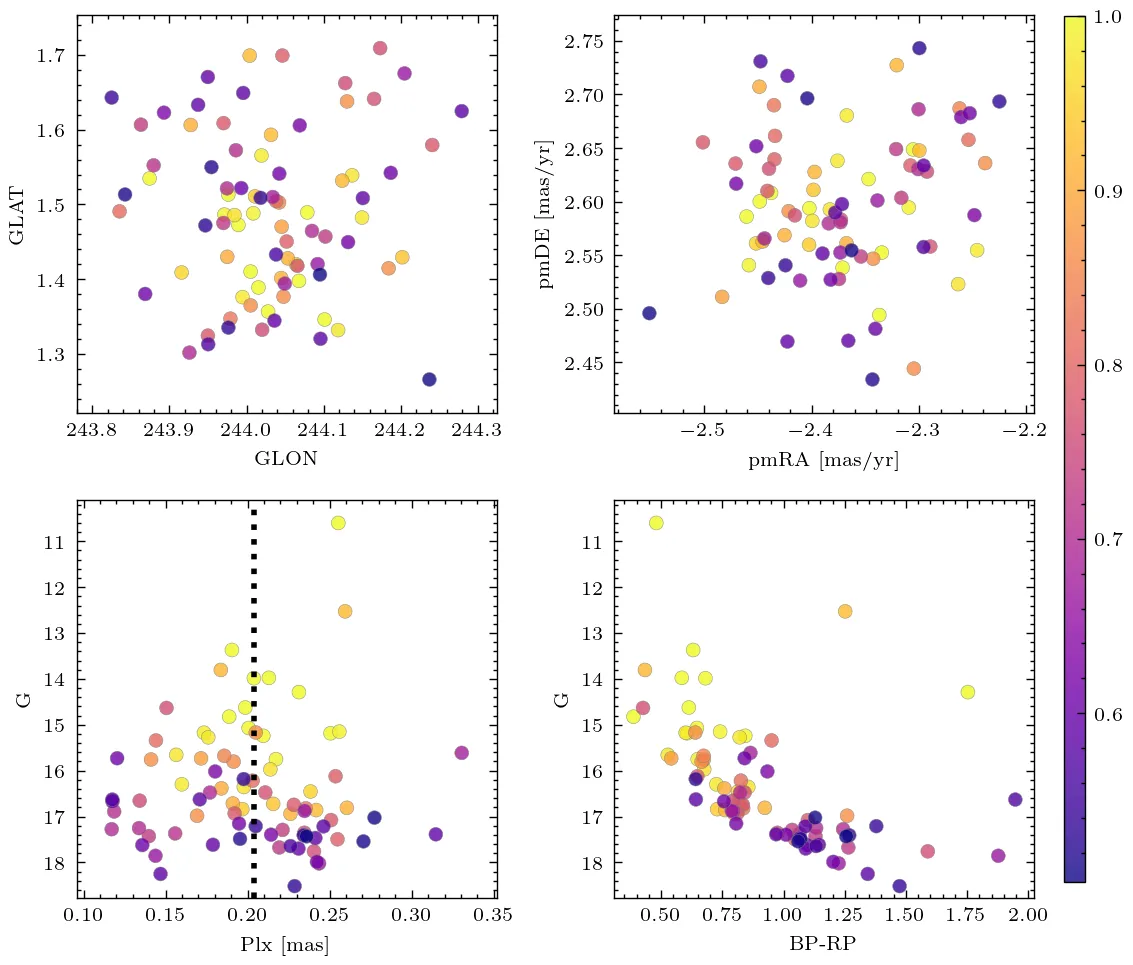 1.7
1.6
1.5
1.4
1.3
GLAT
243.8 243.9 244.0 244.1 244.2 244.3
GLON
2.75
2.70
2.65
2.60
2.55
2.50
2.45
pmDE [mas/yr]
−2.5 −2.4 −2.3 −2.2
pmRA [mas/yr]
11
12
13
14
15
16
17
18
G
0.10 0.15 0.20 0.25 0.30 0.35
Plx [mas]
11
12
13
14
15
16
17
18
G
0.50 0.75 1.00 1.25 1.50 1.75 2.00
BP-RP
1.0
0.9
0.8
0.7
0.6